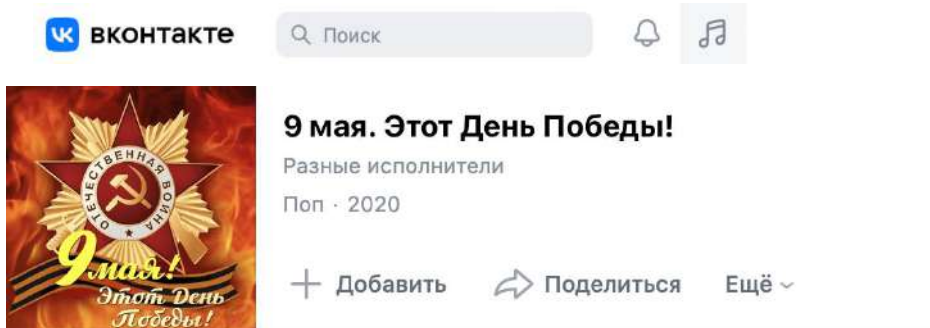 вконтакте
Поиск
9 мая. Этот День Победы!
Разные исполнители
Поп · 2020
Добавить
Поделиться
Ещё
ОТЕЧЕСТВЕННАЯ ВОЙНА
9 мая!
Этот День
Победы!